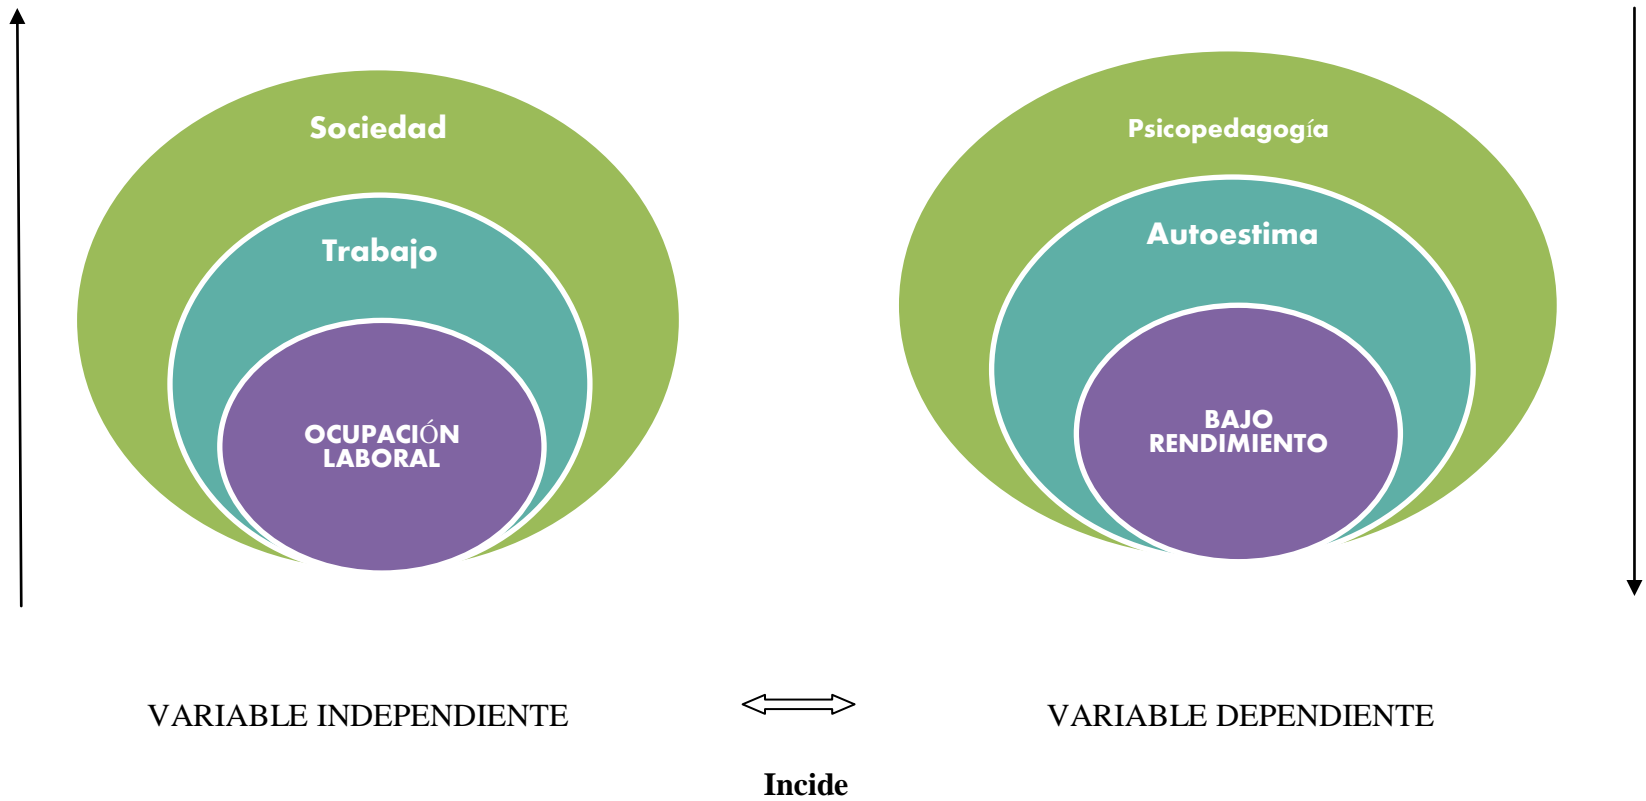 Sociedad
Trabajo
OCUPACIÓN
LABORAL
Psicopedagogía
Autoestima
BAJO
RENDIMIENTO
VARIABLE INDEPENDIENTE
VARIABLE DEPENDIENTE
Incide